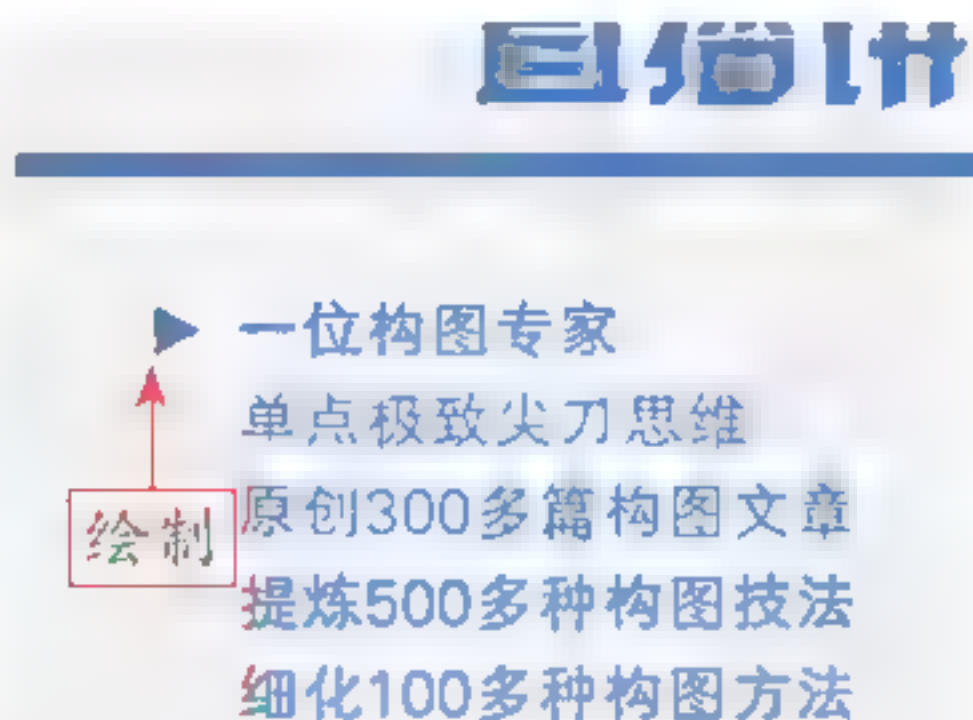 一位构图专家
单点极致尖刀思维
原创300多篇构图文章
绘制
提炼500多种构图技法
细化100多种构图方法